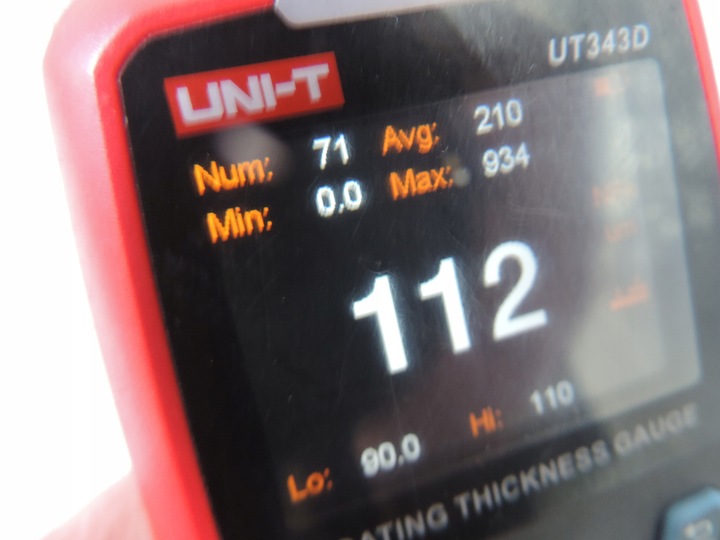 UNI-T
UT343D
Num: 71 Avg: 210
Min: 0.0 Max: 934
112
Lo: 90.0 Hi: 110
THICKNESS GAUGE